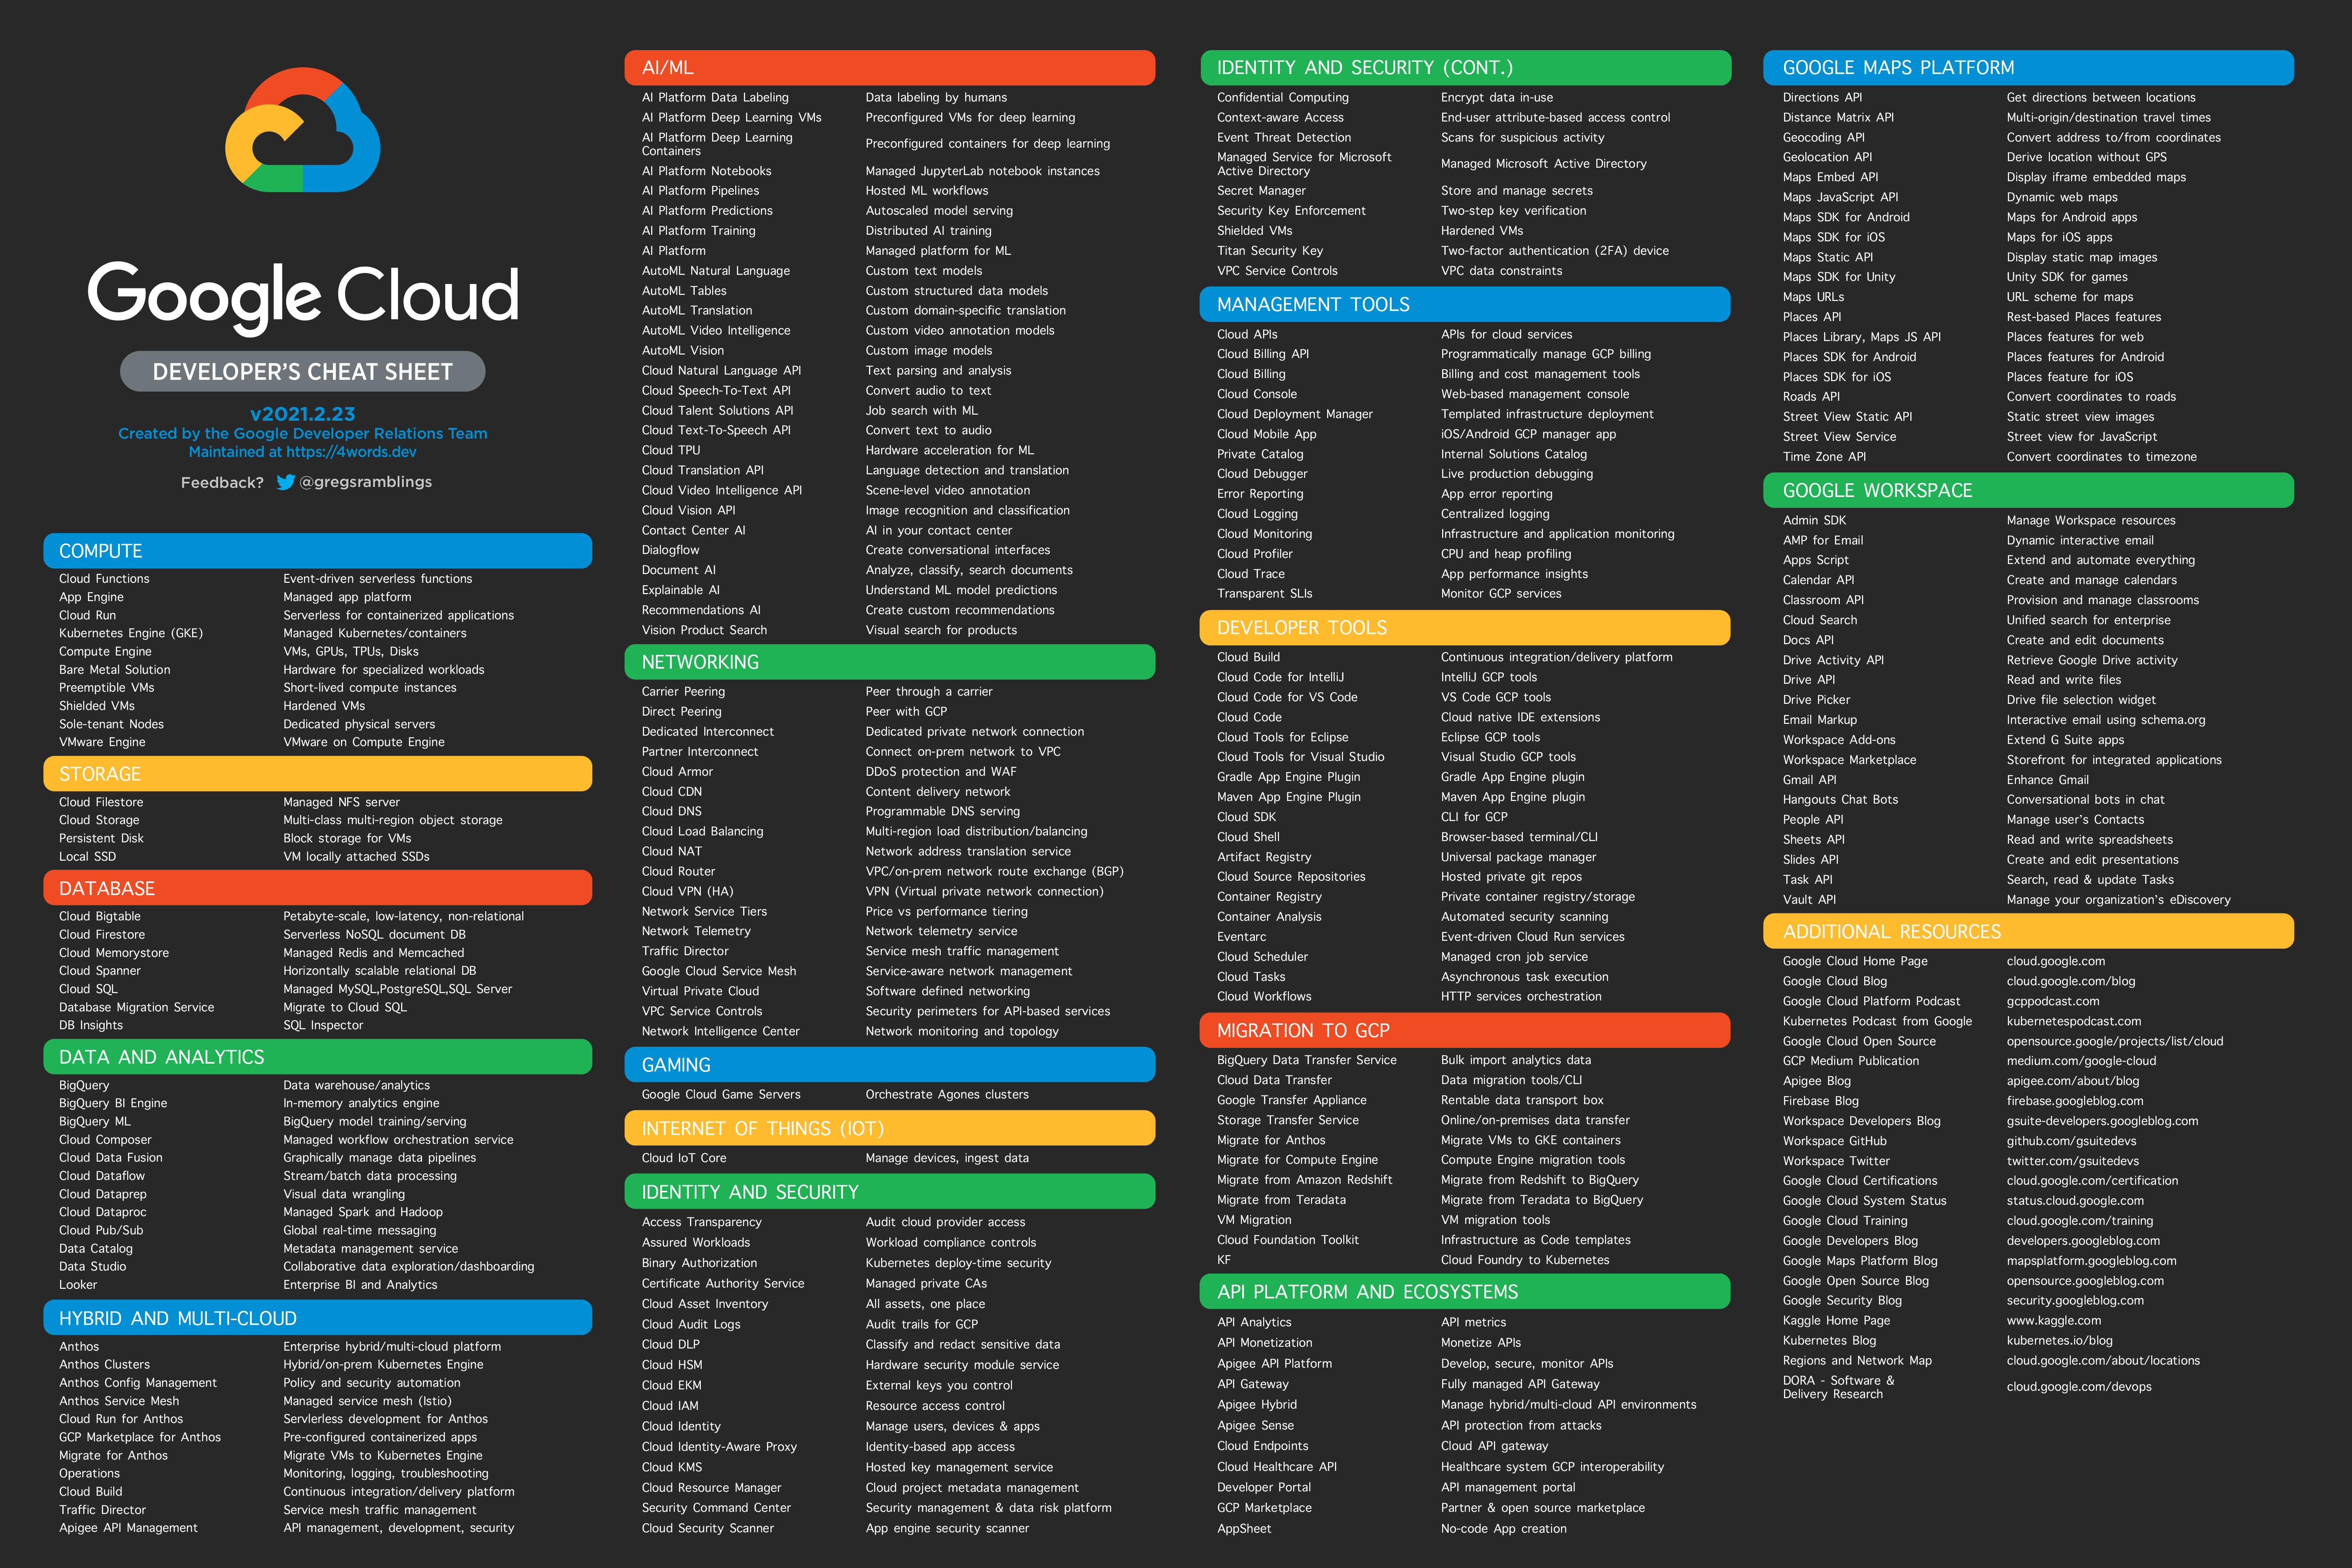 Google Cloud
DEVELOPER'S CHEAT SHEET
v2021.2.23
Created by the Google Developer Relations Team
Maintained at https://4words.dev
Feedback? @gregsramblings
COMPUTE
Cloud Functions Event-driven serverless functions
App Engine Managed app platform
Cloud Run Serverless for containerized applications
Kubernetes Engine (GKE) Managed Kubernetes/containers
Compute Engine VMs, GPUs, TPUs, Disks
Bare Metal Solution Hardware for specialized workloads
Preemptible VMs Short-lived compute instances
Shielded VMs Hardened VMs
Sole-tenant Nodes Dedicated physical servers
VMware Engine VMware on Compute Engine
STORAGE
Cloud Filestore Managed NFS server
Cloud Storage Multi-class multi-region object storage
Persistent Disk Block storage for VMs
Local SSD VM locally attached SSDs
DATABASE
Cloud Bigtable Petabyte-scale, low-latency, non-relational
Cloud Firestore Serverless NoSQL document DB
Cloud Memorystore Managed Redis and Memcached
Cloud Spanner Horizontally scalable relational DB
Cloud SQL Managed MySQL,PostgreSQL,SQL Server
Database Migration Service Migrate to Cloud SQL
DB Insights SQL Inspector
DATA AND ANALYTICS
BigQuery Data warehouse/analytics
BigQuery BI Engine In-memory analytics engine
BigQuery ML BigQuery model training/serving
Cloud Composer Managed workflow orchestration service
Cloud Data Fusion Graphically manage data pipelines
Cloud Dataflow Stream/batch data processing
Cloud Dataprep Visual data wrangling
Cloud Dataproc Managed Spark and Hadoop
Cloud Pub/Sub Global real-time messaging
Data Catalog Metadata management service
Data Studio Collaborative data exploration/dashboarding
Looker Enterprise BI and Analytics
HYBRID AND MULTI-CLOUD
Anthos Enterprise hybrid/multi-cloud platform
Anthos Clusters Hybrid/on-prem Kubernetes Engine
Anthos Config Management Policy and security automation
Anthos Service Mesh Managed service mesh (Istio)
Cloud Run for Anthos Servlerless development for Anthos
GCP Marketplace for Anthos Pre-configured containerized apps
Migrate for Anthos Migrate VMs to Kubernetes Engine
Operations Monitoring, logging, troubleshooting
Cloud Build Continuous integration/delivery platform
Traffic Director Service mesh traffic management
Apigee API Management API management, development, security
AI/ML
AI Platform Data Labeling Data labeling by humans
AI Platform Deep Learning VMs Preconfigured VMs for deep learning
AI Platform Deep Learning
Containers Preconfigured containers for deep learning
AI Platform Notebooks Managed JupyterLab notebook instances
AI Platform Pipelines Hosted ML workflows
AI Platform Predictions Autoscaled model serving
AI Platform Training Distributed AI training
AI Platform Managed platform for ML
AutoML Natural Language Custom text models
AutoML Tables Custom structured data models
AutoML Translation Custom domain-specific translation
AutoML Video Intelligence Custom video annotation models
AutoML Vision Custom image models
Cloud Natural Language API Text parsing and analysis
Cloud Speech-To-Text API Convert audio to text
Cloud Talent Solutions API Job search with ML
Cloud Text-To-Speech API Convert text to audio
Cloud TPU Hardware acceleration for ML
Cloud Translation API Language detection and translation
Cloud Video Intelligence API Scene-level video annotation
Cloud Vision API Image recognition and classification
Contact Center AI AI in your contact center
Dialogflow Create conversational interfaces
Document AI Analyze, classify, search documents
Explainable AI Understand ML model predictions
Recommendations AI Create custom recommendations
Vision Product Search Visual search for products
NETWORKING
Carrier Peering Peer through a carrier
Direct Peering Peer with GCP
Dedicated Interconnect Dedicated private network connection
Partner Interconnect Connect on-prem network to VPC
Cloud Armor DDoS protection and WAF
Cloud CDN Content delivery network
Cloud DNS Programmable DNS serving
Cloud Load Balancing Multi-region load distribution/balancing
Cloud NAT Network address translation service
Cloud Router VPC/on-prem network route exchange (BGP)
Cloud VPN (HA) VPN (Virtual private network connection)
Network Service Tiers Price vs performance tiering
Network Telemetry Network telemetry service
Traffic Director Service mesh traffic management
Google Cloud Service Mesh Service-aware network management
Virtual Private Cloud Software defined networking
VPC Service Controls Security perimeters for API-based services
Network Intelligence Center Network monitoring and topology
GAMING
Google Cloud Game Servers Orchestrate Agones clusters
INTERNET OF THINGS (IOT)
Cloud IoT Core Manage devices, ingest data
IDENTITY AND SECURITY
Access Transparency Audit cloud provider access
Assured Workloads Workload compliance controls
Binary Authorization Kubernetes deploy-time security
Certificate Authority Service Managed private CAs
Cloud Asset Inventory All assets, one place
Cloud Audit Logs Audit trails for GCP
Cloud DLP Classify and redact sensitive data
Cloud HSM Hardware security module service
Cloud EKM External keys you control
Cloud IAM Resource access control
Cloud Identity Manage users, devices & apps
Cloud Identity-Aware Proxy Identity-based app access
Cloud KMS Hosted key management service
Cloud Resource Manager Cloud project metadata management
Security Command Center Security management & data risk platform
Cloud Security Scanner App engine security scanner
IDENTITY AND SECURITY (CONT.)
Confidential Computing Encrypt data in-use
Context-aware Access End-user attribute-based access control
Event Threat Detection Scans for suspicious activity
Managed Service for Microsoft
Active Directory Managed Microsoft Active Directory
Secret Manager Store and manage secrets
Security Key Enforcement Two-step key verification
Shielded VMs Hardened VMs
Titan Security Key Two-factor authentication (2FA) device
VPC Service Controls VPC data constraints
MANAGEMENT TOOLS
Cloud APIs APIs for cloud services
Cloud Billing API Programmatically manage GCP billing
Cloud Billing Billing and cost management tools
Cloud Console Web-based management console
Cloud Deployment Manager Templated infrastructure deployment
Cloud Mobile App iOS/Android GCP manager app
Private Catalog Internal Solutions Catalog
Cloud Debugger Live production debugging
Error Reporting App error reporting
Cloud Logging Centralized logging
Cloud Monitoring Infrastructure and application monitoring
Cloud Profiler CPU and heap profiling
Cloud Trace App performance insights
Transparent SLIs Monitor GCP services
DEVELOPER TOOLS
Cloud Build Continuous integration/delivery platform
Cloud Code for IntelliJ IntelliJ GCP tools
Cloud Code for VS Code VS Code GCP tools
Cloud Code Cloud native IDE extensions
Cloud Tools for Eclipse Eclipse GCP tools
Cloud Tools for Visual Studio Visual Studio GCP tools
Gradle App Engine Plugin Gradle App Engine plugin
Maven App Engine Plugin Maven App Engine plugin
Cloud SDK CLI for GCP
Cloud Shell Browser-based terminal/CLI
Artifact Registry Universal package manager
Cloud Source Repositories Hosted private git repos
Container Registry Private container registry/storage
Container Analysis Automated security scanning
Eventarc Event-driven Cloud Run services
Cloud Scheduler Managed cron job service
Cloud Tasks Asynchronous task execution
Cloud Workflows HTTP services orchestration
MIGRATION TO GCP
BigQuery Data Transfer Service Bulk import analytics data
Cloud Data Transfer Data migration tools/CLI
Google Transfer Appliance Rentable data transport box
Storage Transfer Service Online/on-premises data transfer
Migrate for Anthos Migrate VMs to GKE containers
Migrate for Compute Engine Compute Engine migration tools
Migrate from Amazon Redshift Migrate from Redshift to BigQuery
Migrate from Teradata Migrate from Teradata to BigQuery
VM Migration VM migration tools
Cloud Foundation Toolkit Infrastructure as Code templates
KF Cloud Foundry to Kubernetes
API PLATFORM AND ECOSYSTEMS
API Analytics API metrics
API Monetization Monetize APIs
Apigee API Platform Develop, secure, monitor APIs
API Gateway Fully managed API Gateway
Apigee Hybrid Manage hybrid/multi-cloud API environments
Apigee Sense API protection from attacks
Cloud Endpoints Cloud API gateway
Cloud Healthcare API Healthcare system GCP interoperability
Developer Portal API management portal
GCP Marketplace Partner & open source marketplace
AppSheet No-code App creation
GOOGLE MAPS PLATFORM
Directions API Get directions between locations
Distance Matrix API Multi-origin/destination travel times
Geocoding API Convert address to/from coordinates
Geolocation API Derive location without GPS
Maps Embed API Display iframe embedded maps
Maps JavaScript API Dynamic web maps
Maps SDK for Android Maps for Android apps
Maps SDK for iOS Maps for iOS apps
Maps Static API Display static map images
Maps SDK for Unity Unity SDK for games
Maps URLs URL scheme for maps
Places API Rest-based Places features
Places Library, Maps JS API Places features for web
Places SDK for Android Places features for Android
Places SDK for iOS Places feature for iOS
Roads API Convert coordinates to roads
Street View Static API Static street view images
Street View Service Street view for JavaScript
Time Zone API Convert coordinates to timezone
GOOGLE WORKSPACE
Admin SDK Manage Workspace resources
AMP for Email Dynamic interactive email
Apps Script Extend and automate everything
Calendar API Create and manage calendars
Classroom API Provision and manage classrooms
Cloud Search Unified search for enterprise
Docs API Create and edit documents
Drive Activity API Retrieve Google Drive activity
Drive API Read and write files
Drive Picker Drive file selection widget
Email Markup Interactive email using schema.org
Workspace Add-ons Extend G Suite apps
Workspace Marketplace Storefront for integrated applications
Gmail API Enhance Gmail
Hangouts Chat Bots Conversational bots in chat
People API Manage user's Contacts
Sheets API Read and write spreadsheets
Slides API Create and edit presentations
Task API Search, read & update Tasks
Vault API Manage your organization's eDiscovery
ADDITIONAL RESOURCES
Google Cloud Home Page cloud.google.com
Google Cloud Blog cloud.google.com/blog
Google Cloud Platform Podcast gcppodcast.com
Kubernetes Podcast from Google kubernetespodcast.com
Google Cloud Open Source opensource.google/projects/list/cloud
GCP Medium Publication medium.com/google-cloud
Apigee Blog apigee.com/about/blog
Firebase Blog firebase.googleblog.com
Workspace Developers Blog gsuite-developers.googleblog.com
Workspace GitHub github.com/gsuitedevs
Workspace Twitter twitter.com/gsuitedevs
Google Cloud Certifications cloud.google.com/certification
Google Cloud System Status status.cloud.google.com
Google Cloud Training cloud.google.com/training
Google Developers Blog developers.googleblog.com
Google Maps Platform Blog mapsplatform.googleblog.com
Google Open Source Blog opensource.googleblog.com
Google Security Blog security.googleblog.com
Kaggle Home Page www.kaggle.com
Kubernetes Blog kubernetes.io/blog
Regions and Network Map cloud.google.com/about/locations
DORA - Software &
Delivery Research cloud.google.com/devops